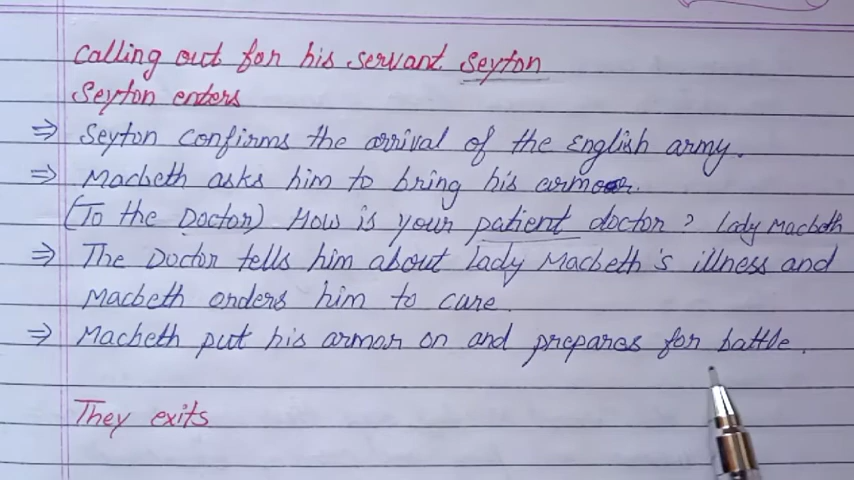 Calling out for his servant Seyton
Seyton enters
⇒ Seyton confirms the arrival of the English army.
⇒ Macbeth asks him to bring his armour.
(To the Doctor) How is your patient doctor? Lady Macbeth
⇒ The Doctor tells him about Lady Macbeth's illness and
Macbeth orders him to cure.
⇒ Macbeth put his armor on and prepares for battle.
They exits